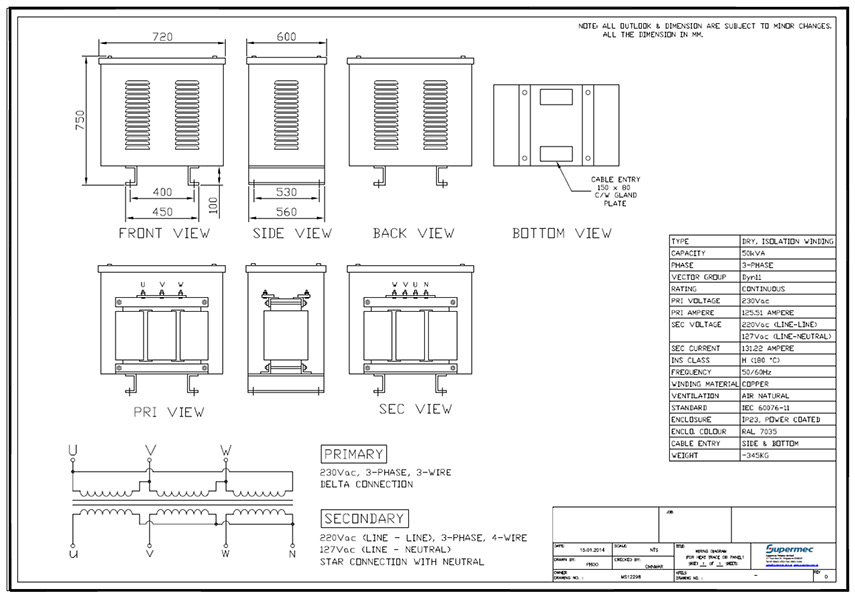 NOTE: ALL OUTLOOK & DIMENSION ARE SUBJECT TO MINOR CHANGES.
ALL THE DIMENSION IN MM.
720
600
750
400
450
100
530
560
CABLE ENTRY
150 x 80
C/W GLAND
PLATE
FRONT VIEW
SIDE VIEW
BACK VIEW
BOTTOM VIEW
U V W
W V U N
PRI VIEW
SEC VIEW
TYPE DRY, ISOLATION WINDING
CAPACITY 50kVA
PHASE 3-PHASE
VECTOR GROUP Dyn11
RATING CONTINUOUS
PRI VOLTAGE 230Vac
PRI AMPERE 125.51 AMPERE
SEC VOLTAGE 220Vac (LINE-LINE)
127Vac (LINE-NEUTRAL)
SEC CURRENT 131.22 AMPERE
INS CLASS H (180 °C)
FREQUENCY 50/60Hz
WINDING MATERIAL COPPER
VENTILATION AIR NATURAL
STANDARD IEC 60076-11
ENCLOSURE IP23, POWER COATED
ENCLO. COLOUR RAL 7035
CABLE ENTRY SIDE & BOTTOM
WEIGHT ~345KG
U V W
u v w N
PRIMARY
230Vac, 3-PHASE, 3-WIRE
DELTA CONNECTION
SECONDARY
220Vac (LINE - LINE), 3-PHASE, 4-WIRE
127Vac (LINE - NEUTRAL)
STAR CONNECTION WITH NEUTRAL
JOB
DATE: 15.01.2014
SCALE: NTS
TITLE: WIRING DIAGRAM
(FOR HEAT TRACE DB PANEL)
SHEET 1 OF 1 SHEETS
Supermec
DRAWN BY:
CHECKED BY:
OWNER
DRAWING NO. : MS12298
DRAWING NO. : -
REV
0